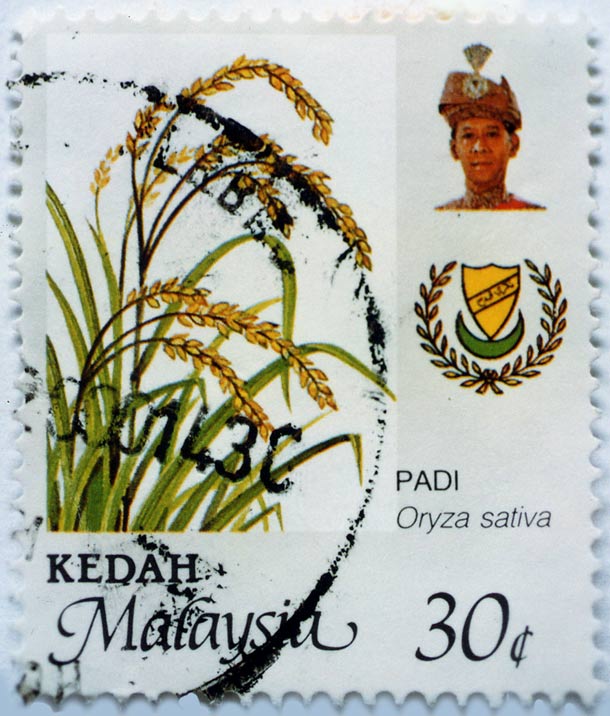 PADI
Oryza sativa
KEDAH
Malaysia
30¢